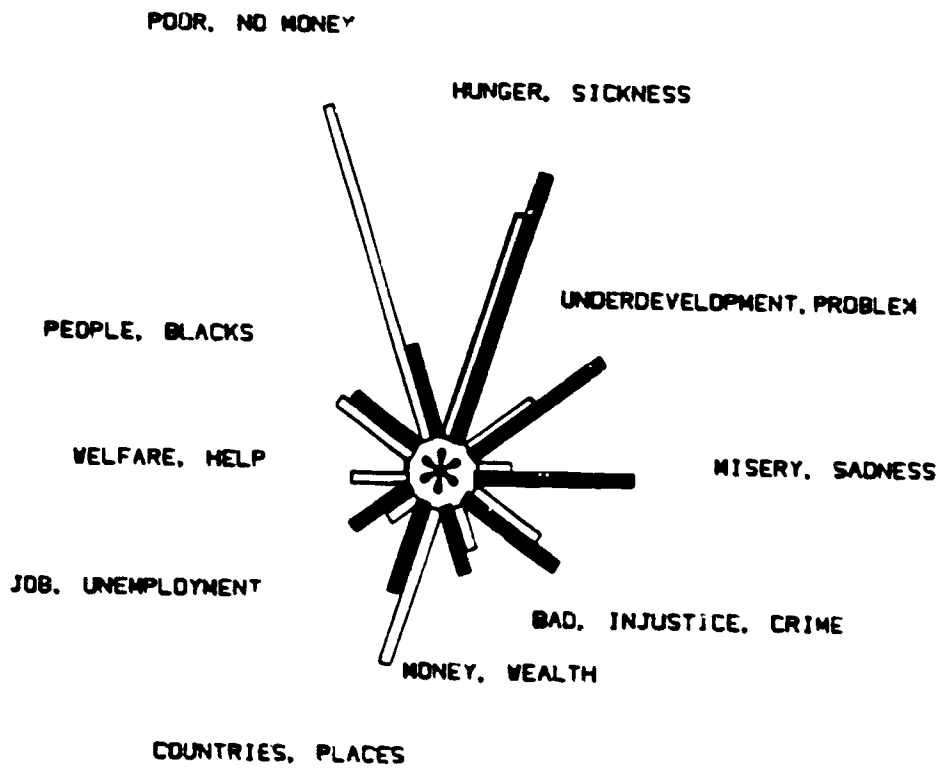 POOR, NO MONEY
HUNGER, SICKNESS
UNDERDEVELOPMENT, PROBLEM
PEOPLE, BLACKS
WELFARE, HELP
MISERY, SADNESS
JOB, UNEMPLOYMENT
BAD, INJUSTICE, CRIME
MONEY, WEALTH
COUNTRIES, PLACES